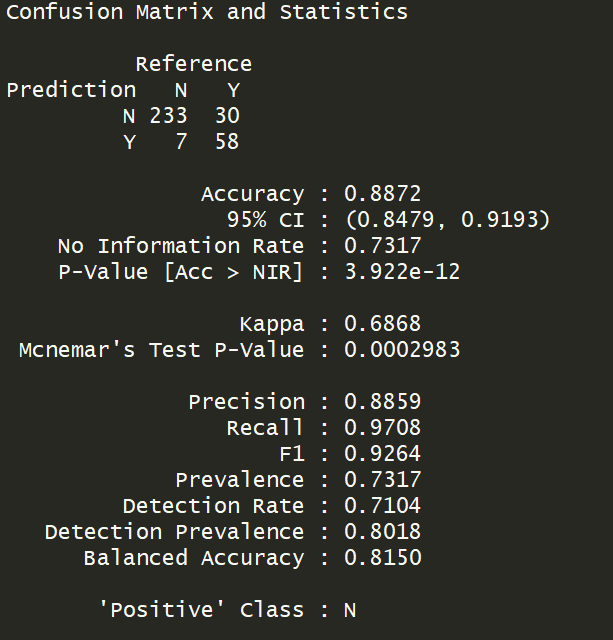 Confusion Matrix and Statistics
Reference
Prediction N Y
N 233 30
Y 7 58
Accuracy : 0.8872
95% CI : (0.8479, 0.9193)
No Information Rate : 0.7317
P-Value [Acc > NIR] : 3.922e-12
Kappa : 0.6868
Mcnemar's Test P-Value : 0.0002983
Precision : 0.8859
Recall : 0.9708
F1 : 0.9264
Prevalence : 0.7317
Detection Rate : 0.7104
Detection Prevalence : 0.8018
Balanced Accuracy : 0.8150
'Positive' Class : N